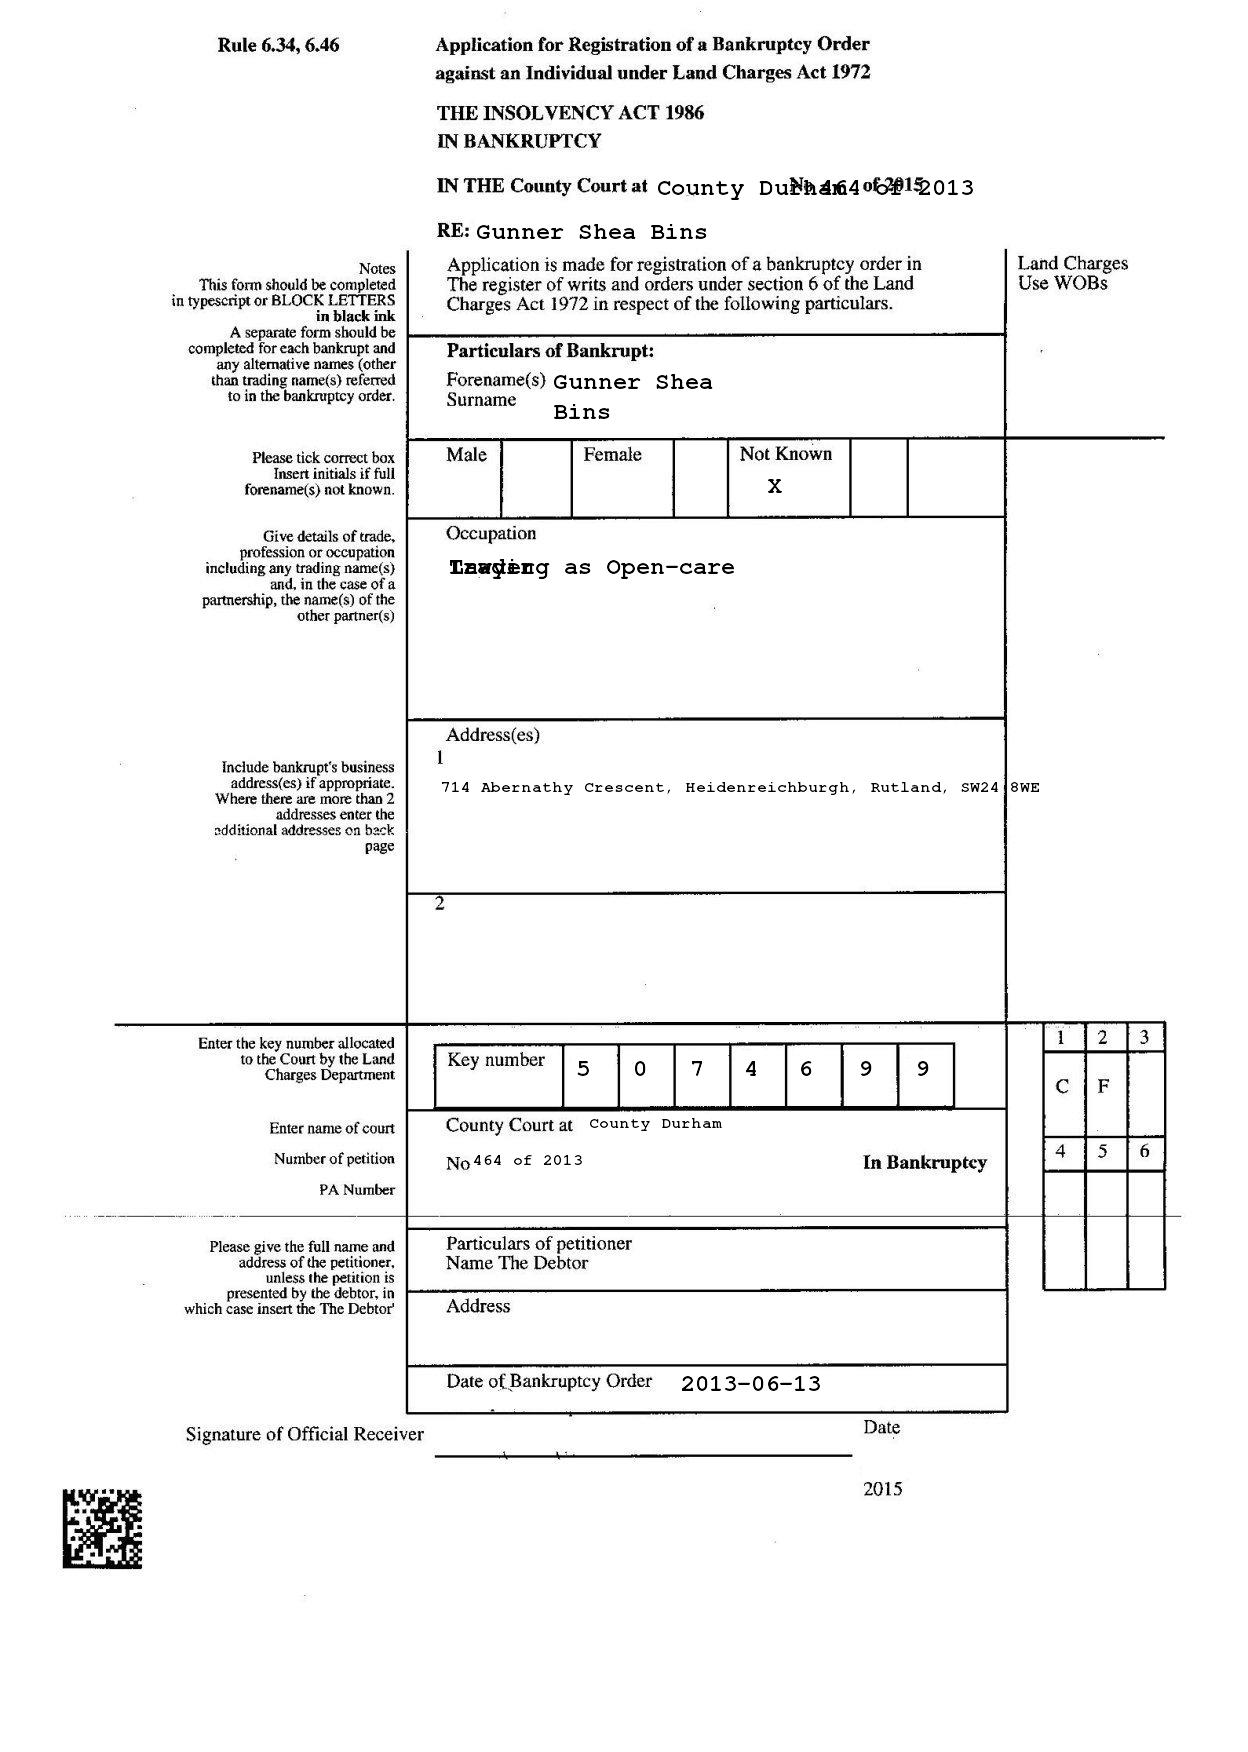 Rule 6.34, 6.46
Application for Registration of a Bankruptcy Order
against an Individual under Land Charges Act 1972
THE INSOLVENCY ACT 1986
IN BANKRUPTCY
IN THE County Court at County Durham 464 of 2013
RE: Gunner Shea Bins
Notes
This form should be completed
in typescript or BLOCK LETTERS
in black ink
A separate form should be
completed for each bankrupt and
any alternative names (other
than trading name(s) referred
to in the bankruptcy order.
Application is made for registration of a bankruptcy order in
The register of writs and orders under section 6 of the Land
Charges Act 1972 in respect of the following particulars.
Land Charges
Use WOBs
Particulars of Bankrupt:
Forename(s) Gunner Shea
Surname
Bins
Please tick correct box
Insert initials if full
forename(s) not known.
Male
Female
Not Known
X
Give details of trade,
profession or occupation
including any trading name(s)
and, in the case of a
partnership, the name(s) of the
other partner(s)
Occupation
Trading as Open-care
Address(es)
1
714 Abernathy Crescent, Heidenreichburgh, Rutland, SW24 8WE
Include bankrupt's business
address(es) if appropriate.
Where there are more than 2
addresses enter the
additional addresses on back
page
2
Enter the key number allocated
to the Court by the Land
Charges Department
Key number 5 0 7 4 6 9 9
1 2 3
C F
Enter name of court
County Court at County Durham
Number of petition
No 464 of 2013
In Bankruptcy
4 5 6
PA Number
Please give the full name and
address of the petitioner,
unless the petition is
presented by the debtor, in
which case insert the The Debtor'
Particulars of petitioner
Name The Debtor
Address
Date of Bankruptcy Order 2013-06-13
Signature of Official Receiver
Date
2015